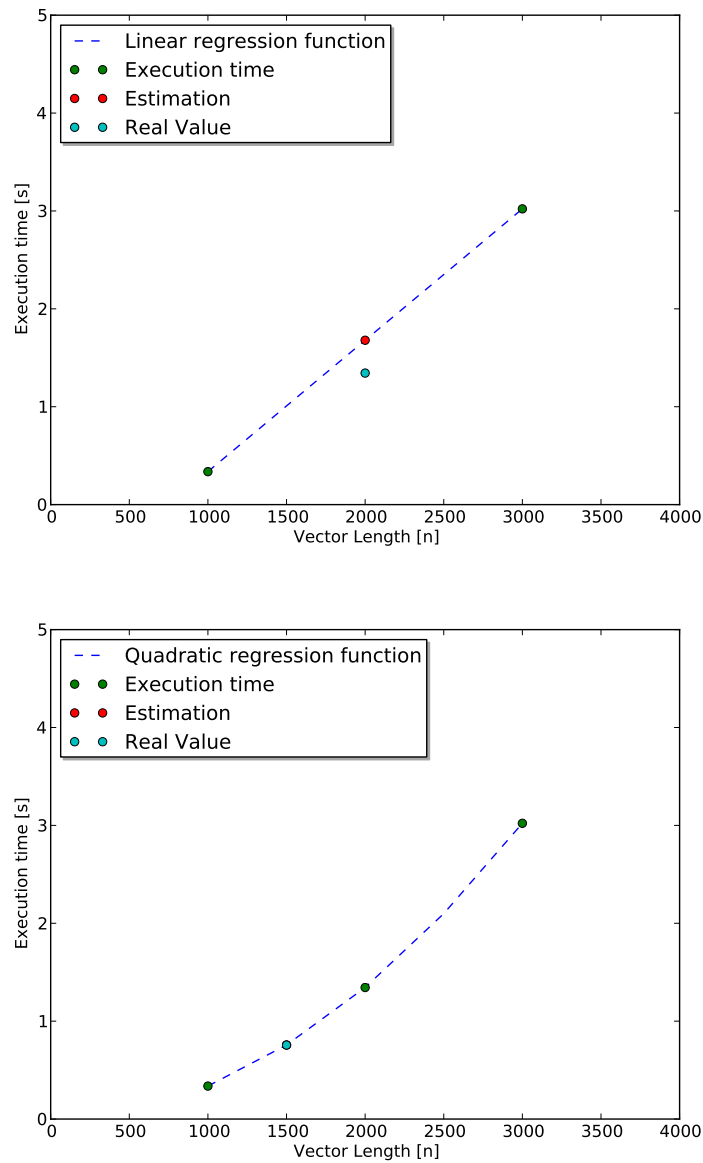 5
Linear regression function
Execution time
Estimation
Real Value
4
3
2
1
0
Execution time [s]
0 500 1000 1500 2000 2500 3000 3500 4000
Vector Length [n]
5
Quadratic regression function
Execution time
Estimation
Real Value
4
3
2
1
0
Execution time [s]
0 500 1000 1500 2000 2500 3000 3500 4000
Vector Length [n]